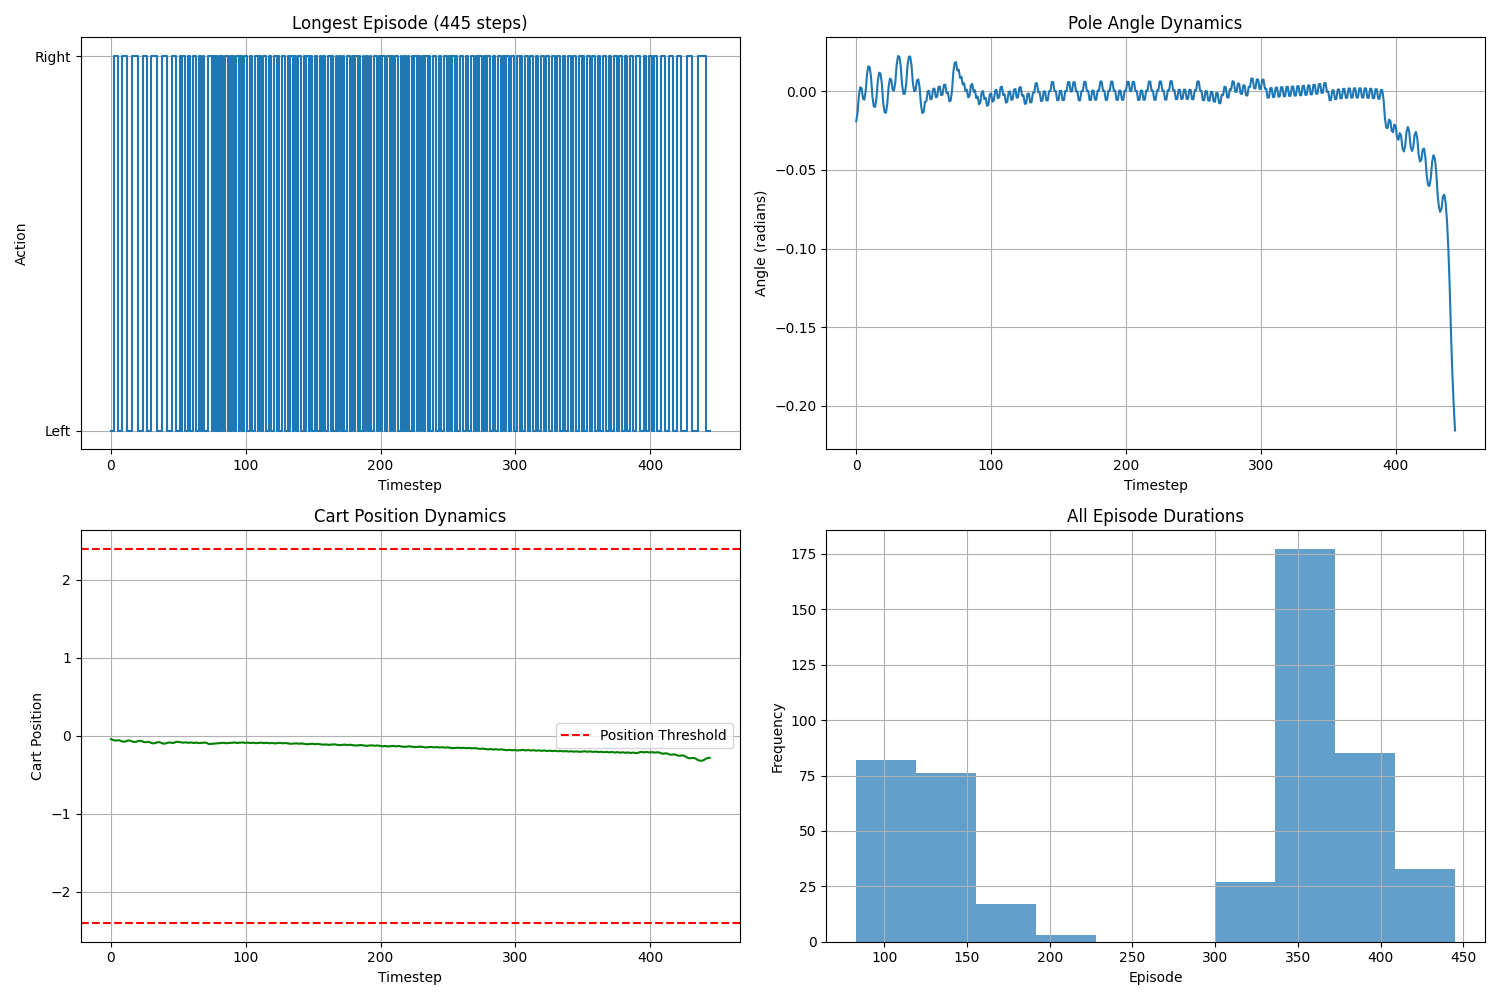 Longest Episode (445 steps)
Right
Left
Action
0 100 200 300 400
Timestep
Pole Angle Dynamics
0.00
−0.05
−0.10
−0.15
−0.20
Angle (radians)
0 100 200 300 400
Timestep
Cart Position Dynamics
2
1
0
−1
−2
Cart Position
Position Threshold
0 100 200 300 400
Timestep
All Episode Durations
175
150
125
100
75
50
25
0
Frequency
100 150 200 250 300 350 400 450
Episode